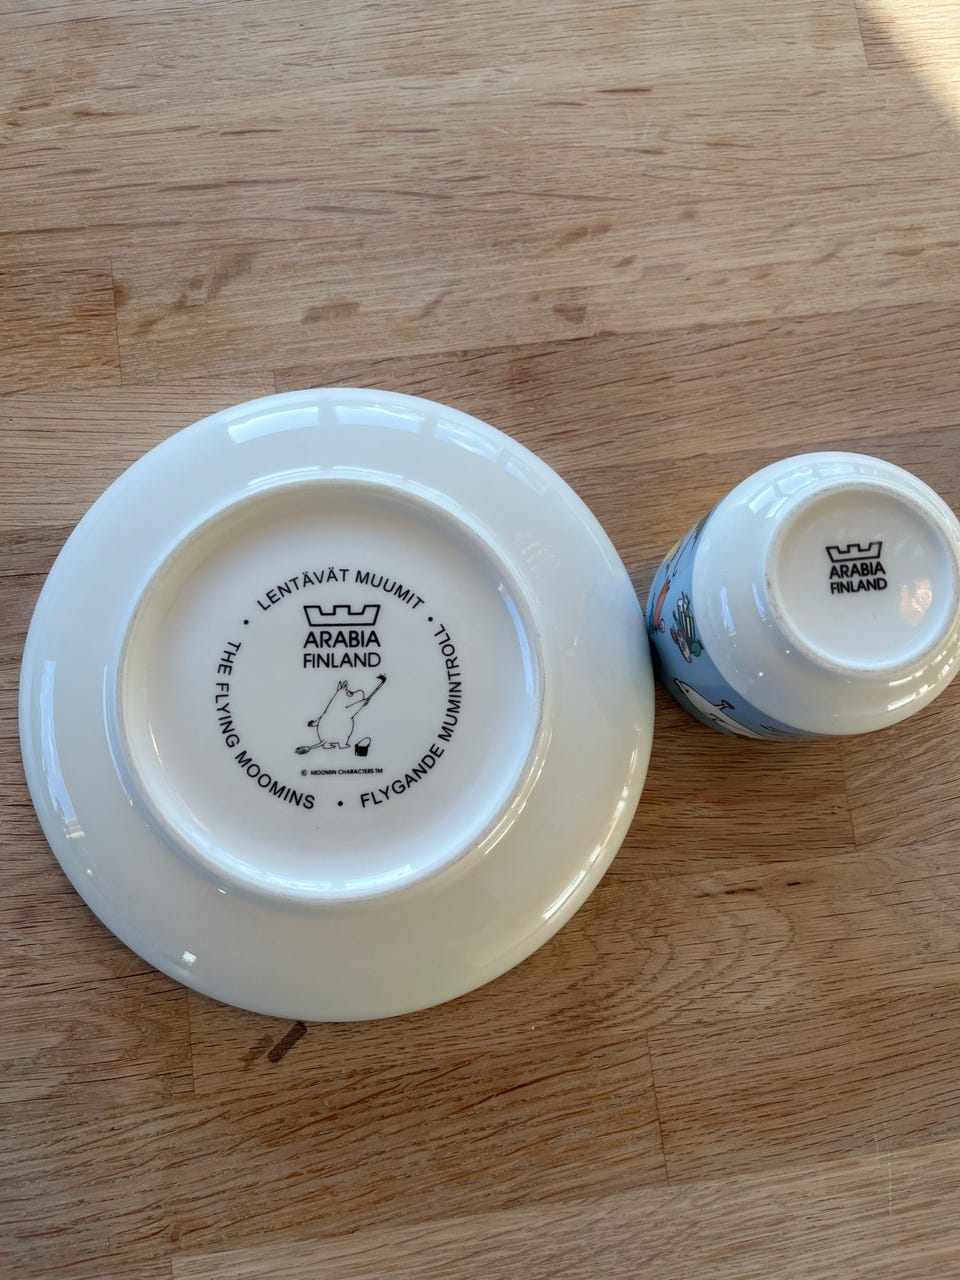 LENTÄVÄT MUUMIT •
ARABIA
FINLAND
© MOOMIN CHARACTERS TM
FLYGANDE MUMINTROLL •
THE FLYING MOOMINS •
ARABIA
FINLAND